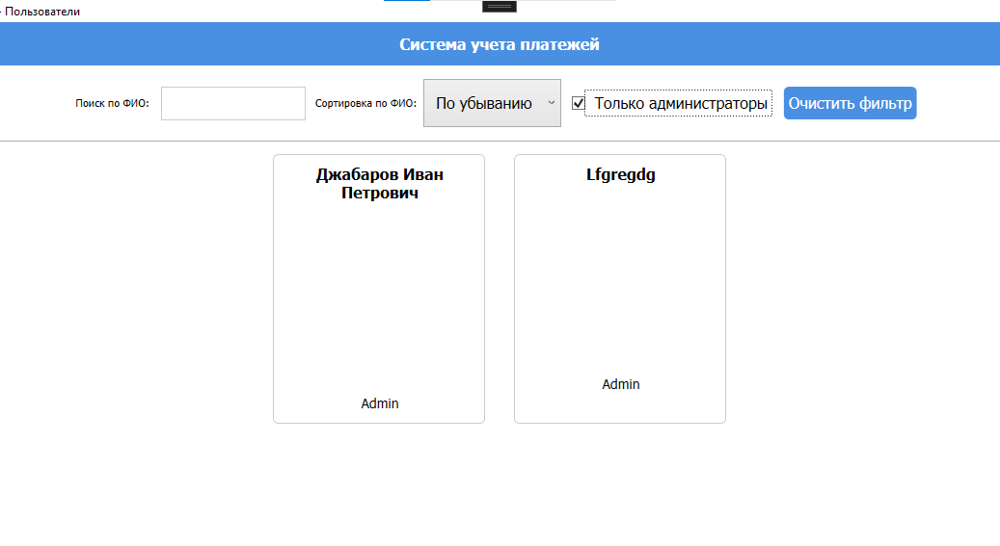 - Пользователи
Система учета платежей
Поиск по ФИО:
Сортировка по ФИО:
По убыванию
Только администраторы
Очистить фильтр
Джабаров Иван
Петрович
Admin
Lfgregdg
Admin